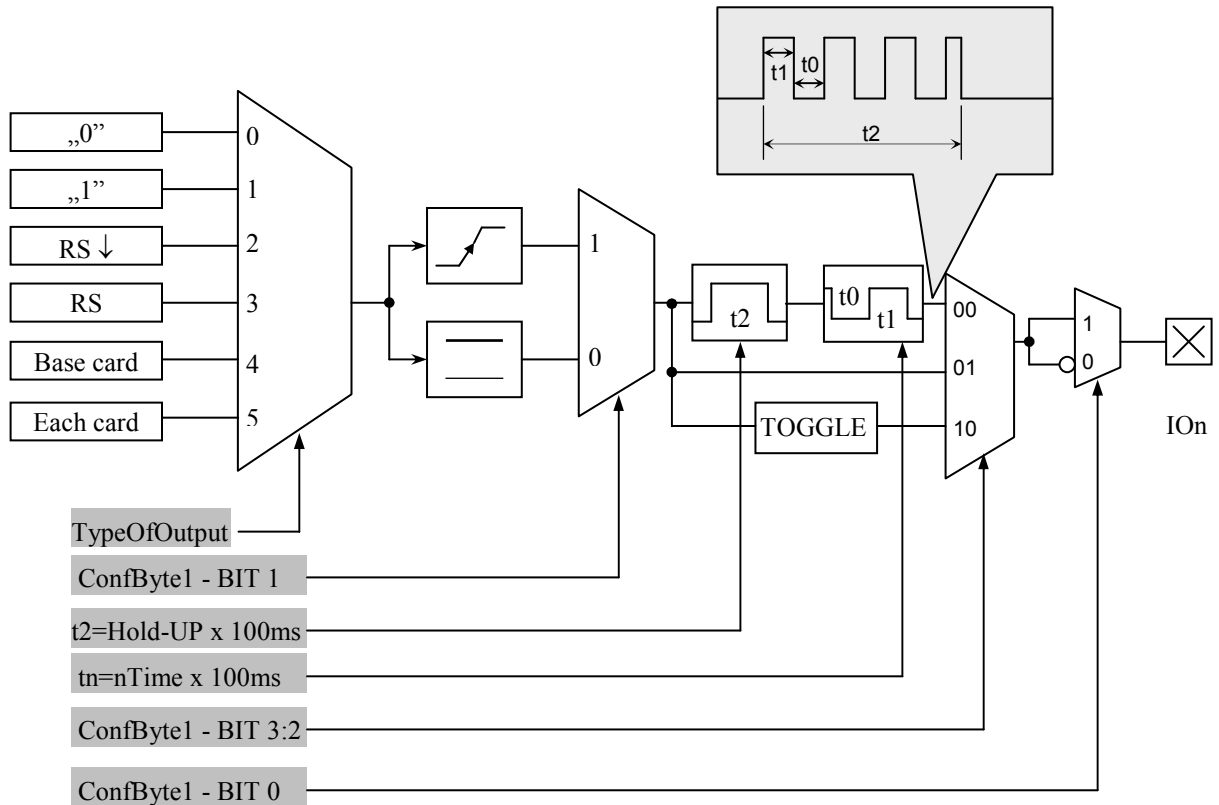 t1
t0
t2
„0”
„1”
RS ↓
RS
Base card
Each card
0
1
2
3
4
5
1
0
t2
t0
t1
TOGGLE
00
01
10
1
0
IOn
TypeOfOutput
ConfByte1 - BIT 1
t2=Hold-UP x 100ms
tn=nTime x 100ms
ConfByte1 - BIT 3:2
ConfByte1 - BIT 0